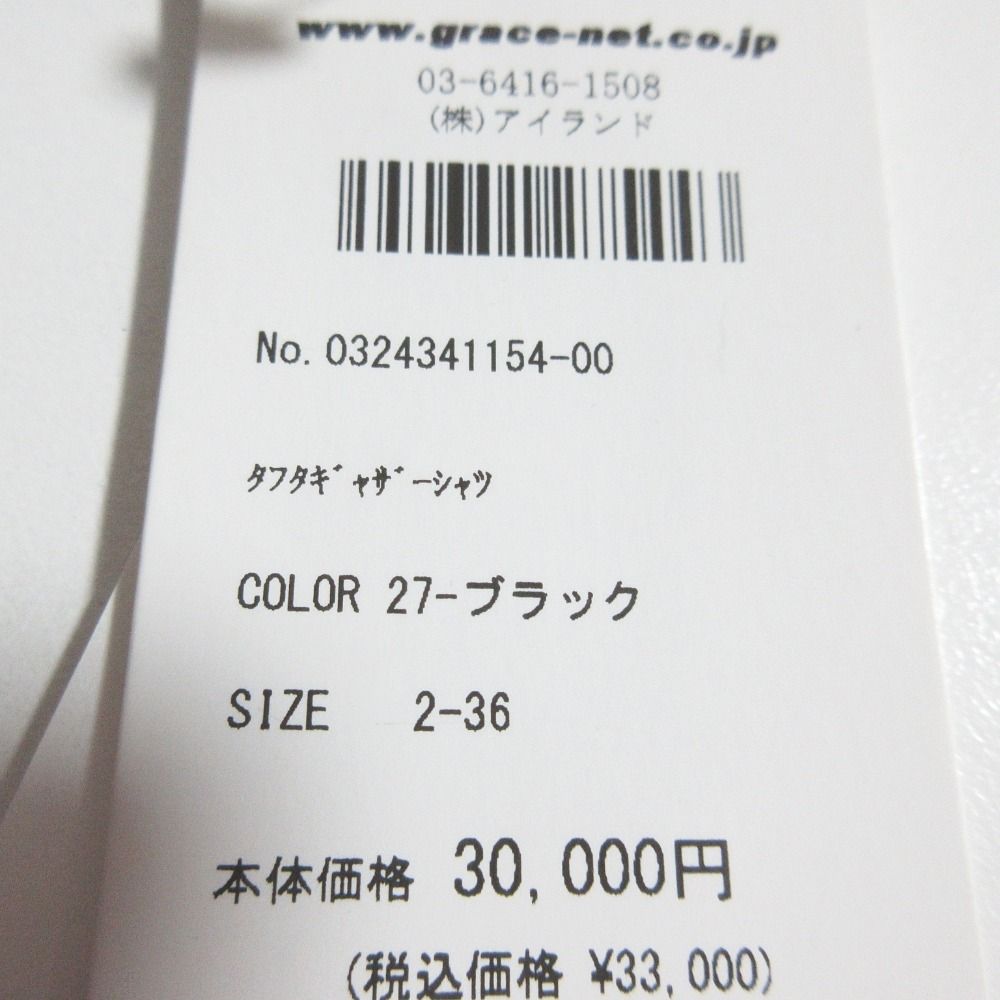 www.grace-net.co.jp
03-6416-1508
(株)アイランド
No. 0324341154-00
ﾀﾌﾀｷﾞｬｻﾞｰｼｬﾂ
COLOR 27-ブラック
SIZE 2-36
本体価格 30,000円
(税込価格 ¥33,000)